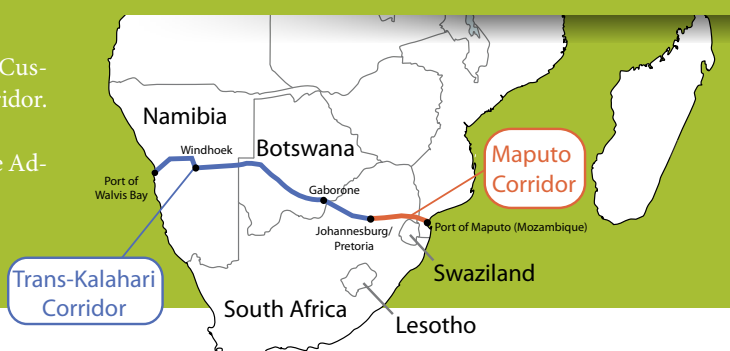 Cus-
ridor.
e Ad-
Namibia
Windhoek
Botswana
Port of
Walvis Bay
Gaborone
Maputo
Corridor
Johannesburg/
Pretoria
Port of Maputo (Mozambique)
Swaziland
Trans-Kalahari
Corridor
South Africa
Lesotho